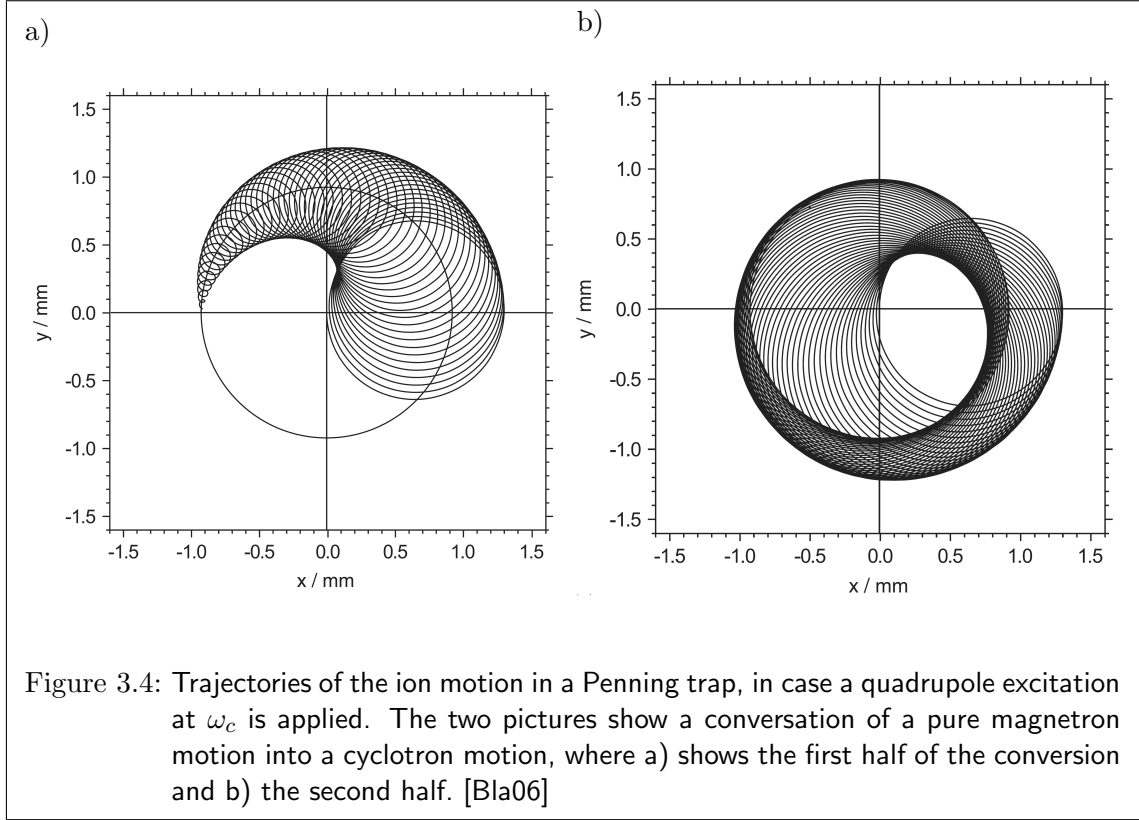 a)
b)
1.5
1.0
0.5
0.0
-0.5
-1.0
-1.5
y / mm
-1.5 -1.0 -0.5 0.0 0.5 1.0 1.5
x / mm
1.5
1.0
0.5
0.0
-0.5
-1.0
-1.5
y / mm
-1.5 -1.0 -0.5 0.0 0.5 1.0 1.5
x / mm
Figure 3.4: Trajectories of the ion motion in a Penning trap, in case a quadrupole excitation
at ω_c is applied. The two pictures show a conversation of a pure magnetron
motion into a cyclotron motion, where a) shows the first half of the conversion
and b) the second half. [Bla06]